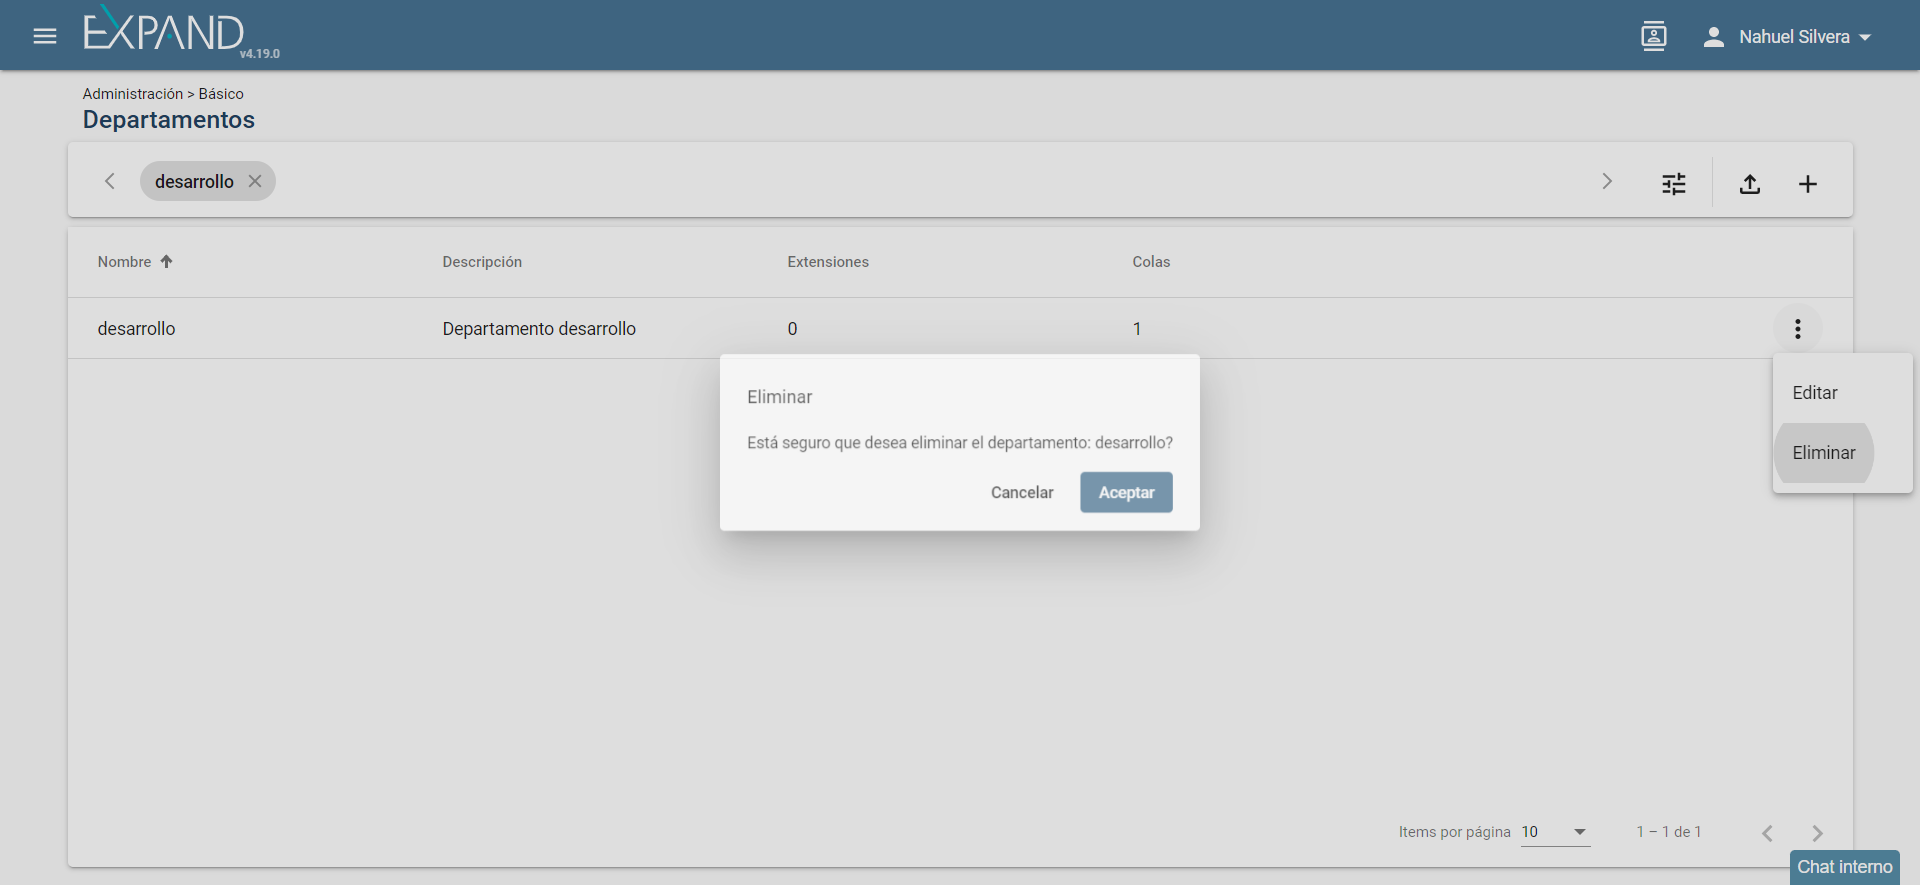 EXPAND
v4.19.0
Nahuel Silvera
Administración > Básico
Departamentos
desarrollo
Nombre Descripción Extensiones Colas
desarrollo Departamento desarrollo 0 1
Editar
Eliminar
Eliminar
Está seguro que desea eliminar el departamento: desarrollo?
Cancelar Aceptar
Items por página 10 1 – 1 de 1
Chat interno